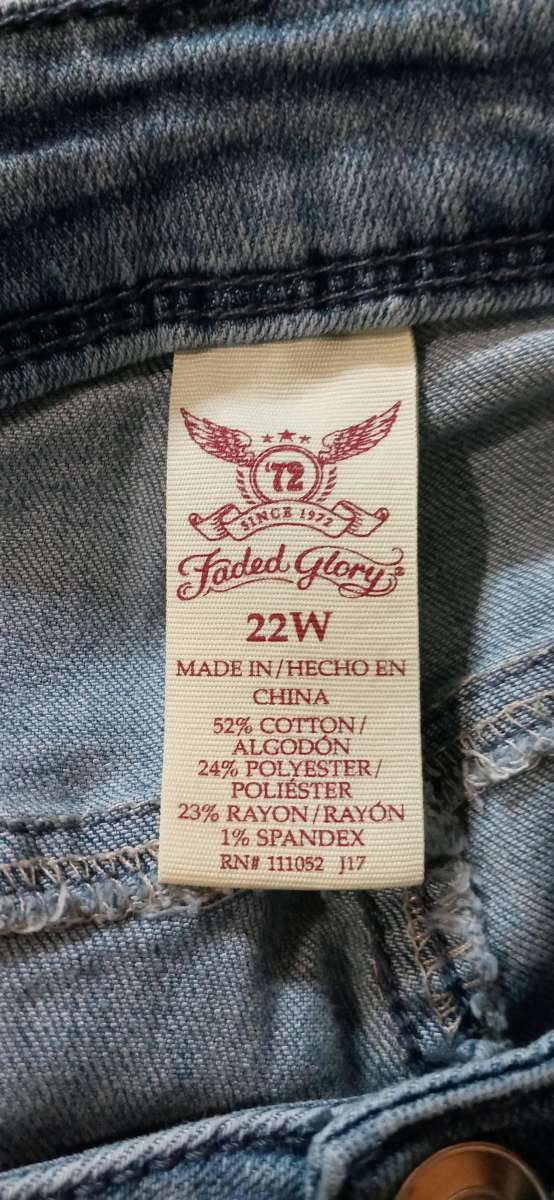 '72
SINCE 1972
Faded Glory®
22W
MADE IN/HECHO EN
CHINA
52% COTTON/
ALGODÓN
24% POLYESTER/
POLIÉSTER
23% RAYON/RAYÓN
1% SPANDEX
RN# 111052 J17